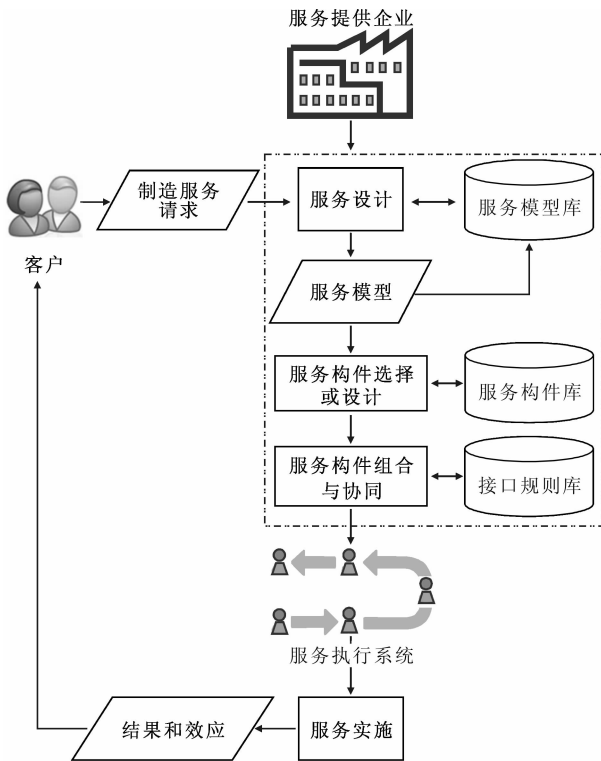 服务提供企业
制造服务
请求
服务设计
服务模型库
客户
服务模型
服务构件选择
或设计
服务构件库
服务构件组合
与协同
接口规则库
服务执行系统
结果和效应
服务实施